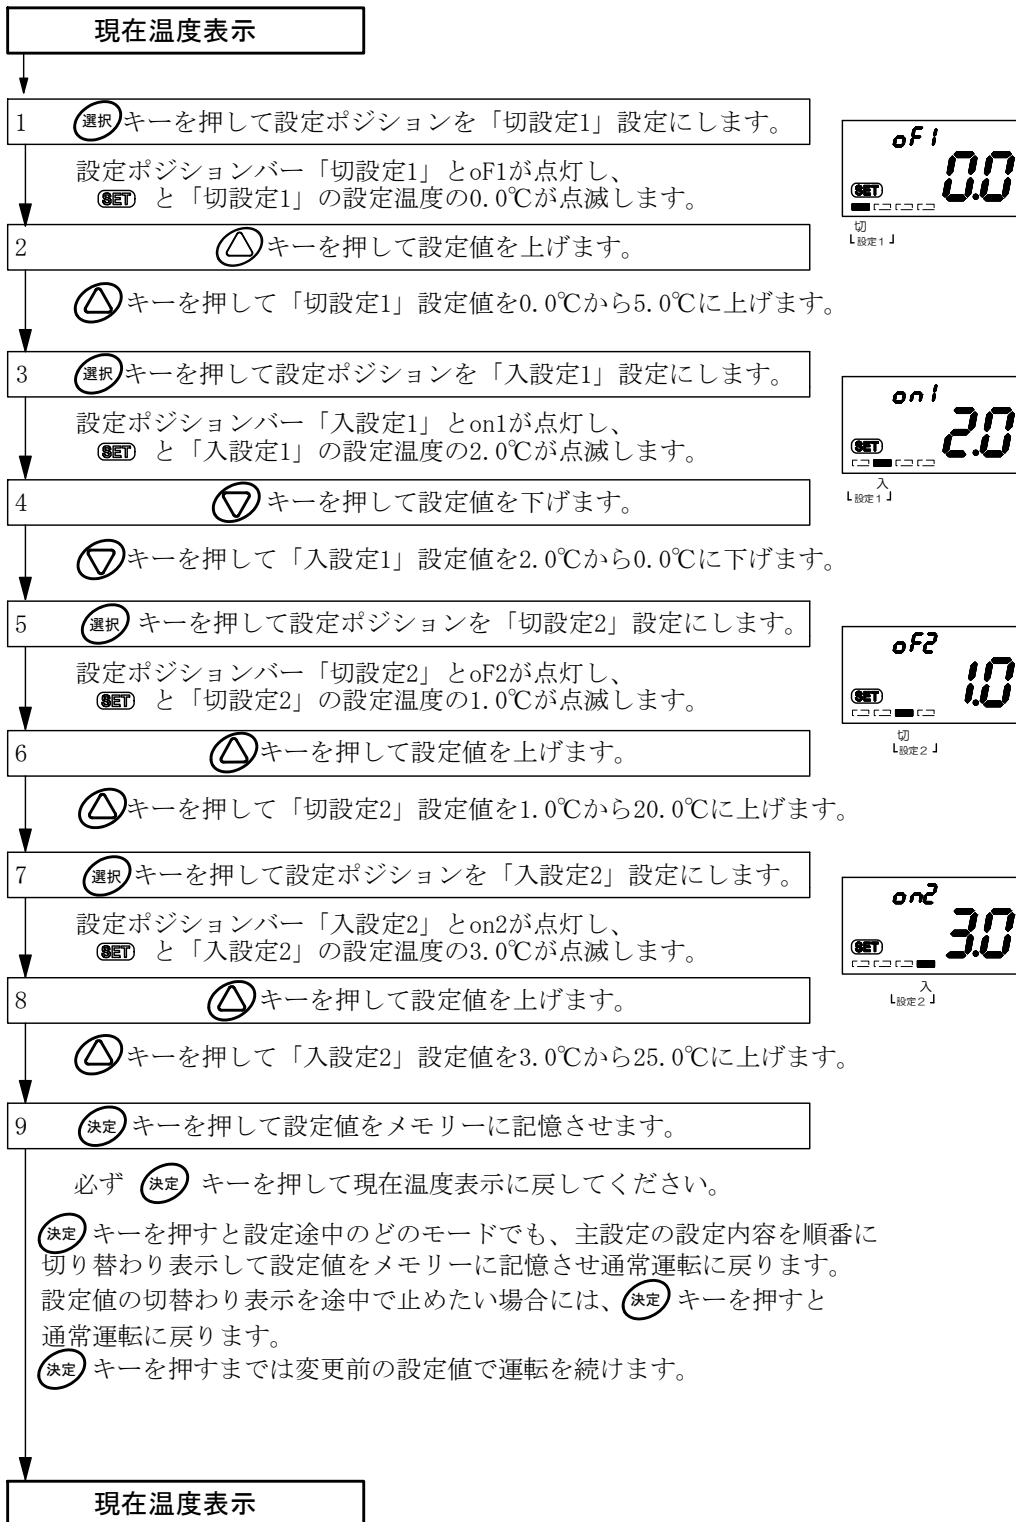 現在温度表示
1 選択キーを押して設定ポジションを「切設定1」設定にします。
設定ポジションバー「切設定1」とoF1が点灯し、
SET と「切設定1」の設定温度の0.0℃が点滅します。
oF1
0.0
SET
切
設定1
2 キーを押して設定値を上げます。
キーを押して「切設定1」設定値を0.0℃から5.0℃に上げます。
3 選択キーを押して設定ポジションを「入設定1」設定にします。
設定ポジションバー「入設定1」とon1が点灯し、
SET と「入設定1」の設定温度の2.0℃が点滅します。
on1
2.0
SET
入
設定1
4 キーを押して設定値を下げます。
キーを押して「入設定1」設定値を2.0℃から0.0℃に下げます。
5 選択 キーを押して設定ポジションを「切設定2」設定にします。
設定ポジションバー「切設定2」とoF2が点灯し、
SET と「切設定2」の設定温度の1.0℃が点滅します。
oF2
1.0
SET
切
設定2
6 キーを押して設定値を上げます。
キーを押して「切設定2」設定値を1.0℃から20.0℃に上げます。
7 選択キーを押して設定ポジションを「入設定2」設定にします。
設定ポジションバー「入設定2」とon2が点灯し、
SET と「入設定2」の設定温度の3.0℃が点滅します。
on2
3.0
SET
入
設定2
8 キーを押して設定値を上げます。
キーを押して「入設定2」設定値を3.0℃から25.0℃に上げます。
9 決定キーを押して設定値をメモリーに記憶させます。
必ず 決定 キーを押して現在温度表示に戻してください。
決定キーを押すと設定途中のどのモードでも、主設定の設定内容を順番に
切り替わり表示して設定値をメモリーに記憶させ通常運転に戻ります。
設定値の切替わり表示を途中で止めたい場合には、決定 キーを押すと
通常運転に戻ります。
決定キーを押すまでは変更前の設定値で運転を続けます。
現在温度表示